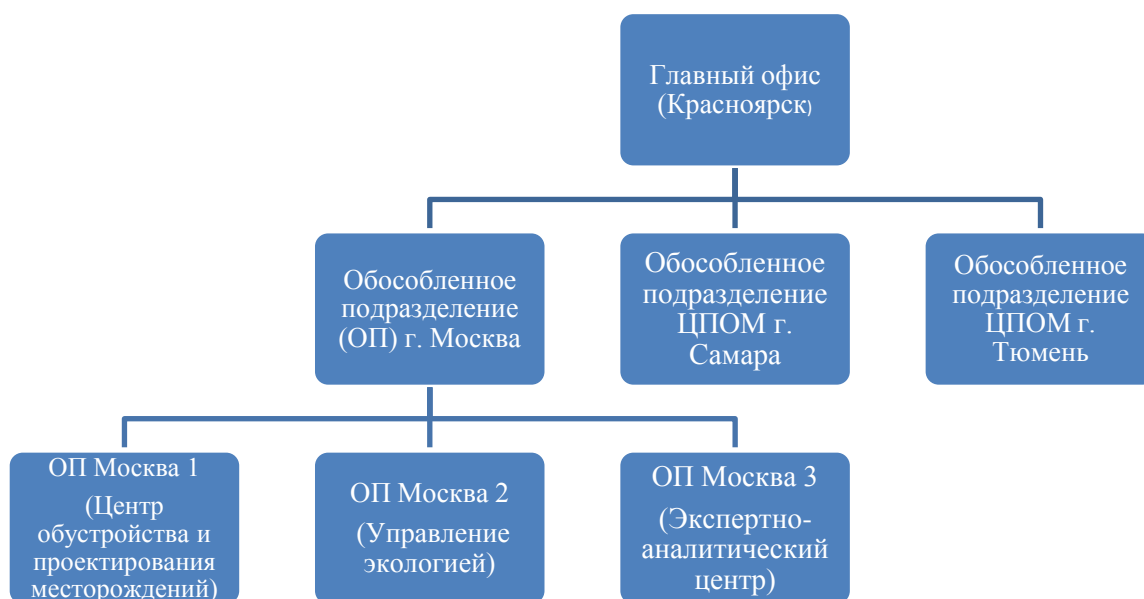 Главный офис
(Красноярск)
Обособленное
подразделение
(ОП) г. Москва
Обособленное
подразделение
ЦПОМ г.
Самара
Обособленное
подразделение
ЦПОМ г.
Тюмень
ОП Москва 1
(Центр
обустройства и
проектирования
месторождений)
ОП Москва 2
(Управление
экологией)
ОП Москва 3
(Экспертно-
аналитический
центр)